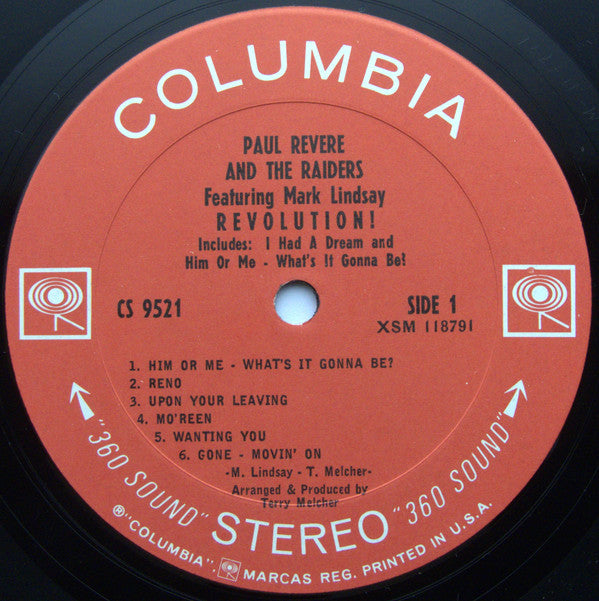 COLUMBIA
PAUL REVERE
AND THE RAIDERS
Featuring Mark Lindsay
REVOLUTION!
Includes: I Had A Dream and
Him Or Me - What's It Gonna Be?
CS 9521
SIDE 1
XSM 118791
1. HIM OR ME - WHAT'S IT GONNA BE?
2. RENO
3. UPON YOUR LEAVING
4. MO'REEN
5. WANTING YOU
6. GONE - MOVIN' ON
-M. Lindsay - T. Melcher-
Arranged & Produced by
Terry Melcher
"360 SOUND" STEREO "360 SOUND"
®"COLUMBIA", MARCAS REG. PRINTED IN U.S.A.